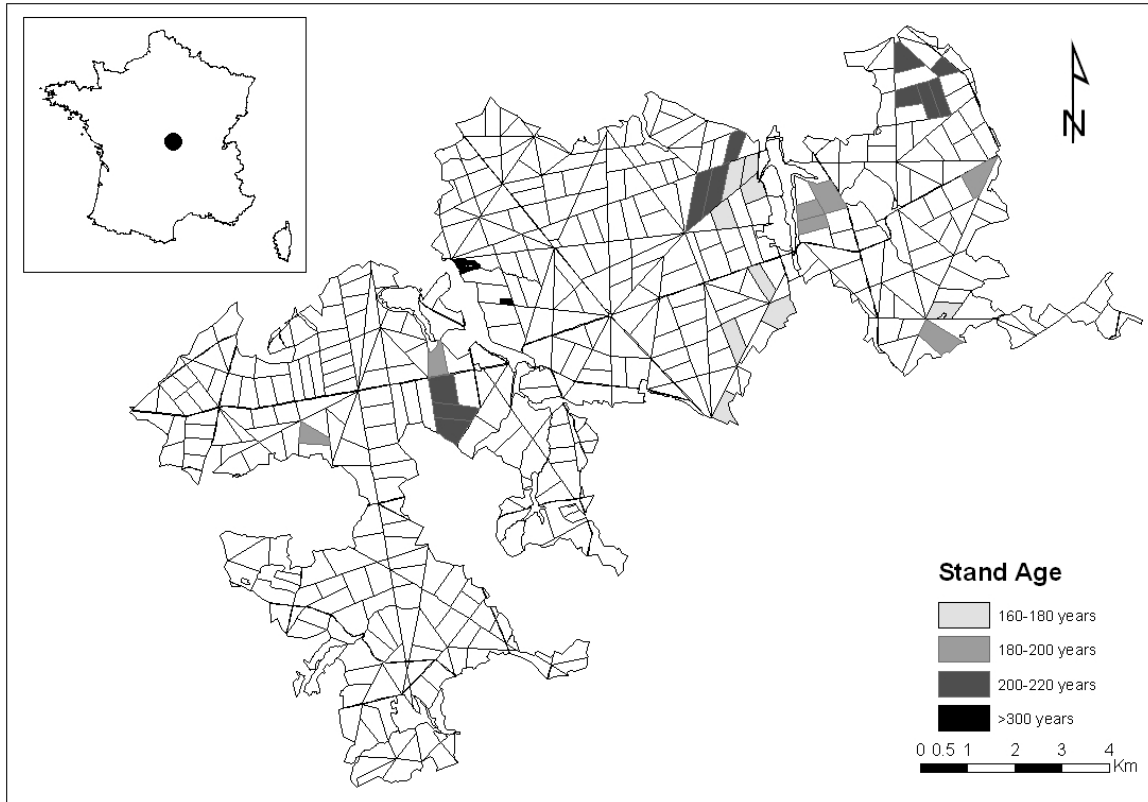 N
Stand Age
160-180 years
180-200 years
200-220 years
>300 years
0 0.5 1 2 3 4
Km